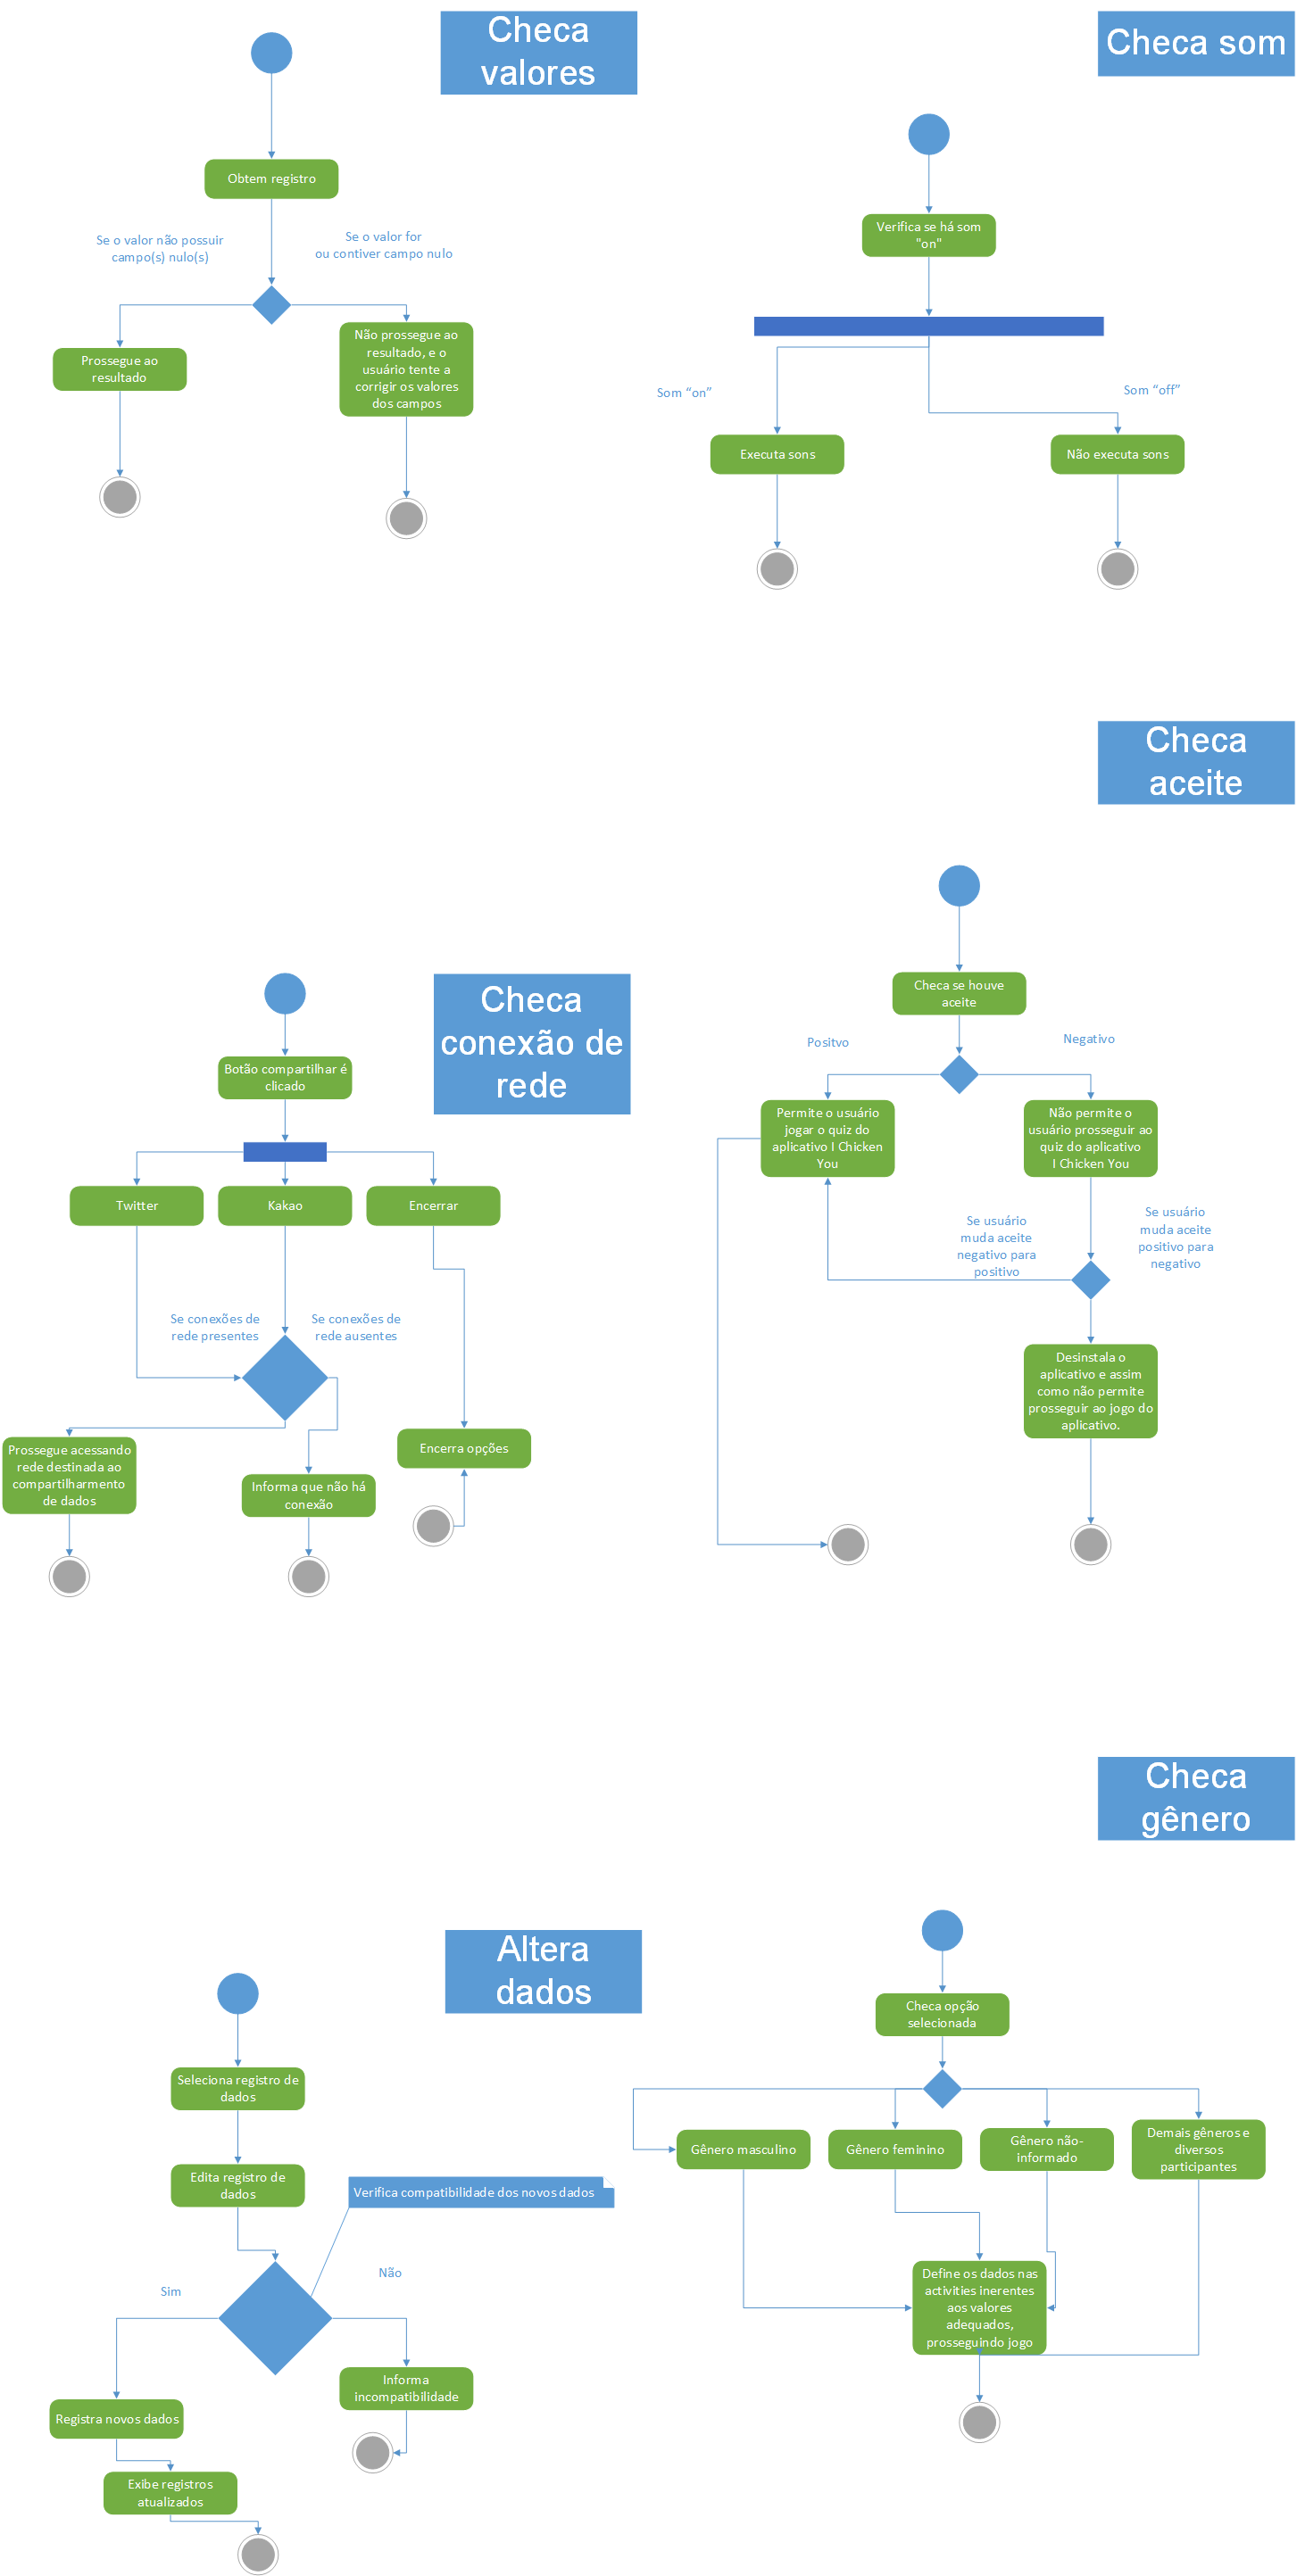 Checa
valores
Obtem registro
Se o valor não possuir
campo(s) nulo(s)
Se o valor for
ou contiver campo nulo
Prossegue ao
resultado
Não prossegue ao
resultado, e o
usuário tente a
corrigir os valores
dos campos
Checa som
Verifica se há som
"on"
Som “on”
Som “off”
Executa sons
Não executa sons
Checa
aceite
Checa se houve
aceite
Positvo
Negativo
Permite o usuário
jogar o quiz do
aplicativo I Chicken
You
Não permite o
usuário prosseguir ao
quiz do aplicativo
I Chicken You
Se usuário
muda aceite
negativo para
positivo
Se usuário
muda aceite
positivo para
negativo
Desinstala o
aplicativo e assim
como não permite
prosseguir ao jogo do
aplicativo.
Checa
conexão de
rede
Botão compartilhar é
clicado
Twitter
Kakao
Encerrar
Se conexões de
rede presentes
Se conexões de
rede ausentes
Prossegue acessando
rede destinada ao
compartilharmento
de dados
Informa que não há
conexão
Encerra opções
Checa
gênero
Checa opção
selecionada
Gênero masculino
Gênero feminino
Gênero não-
informado
Demais gêneros e
diversos
participantes
Define os dados nas
activities inerentes
aos valores
adequados,
prosseguindo jogo
Altera
dados
Seleciona registro de
dados
Edita registro de
dados
Verifica compatibilidade dos novos dados
Sim
Não
Informa
incompatibilidade
Registra novos dados
Exibe registros
atualizados